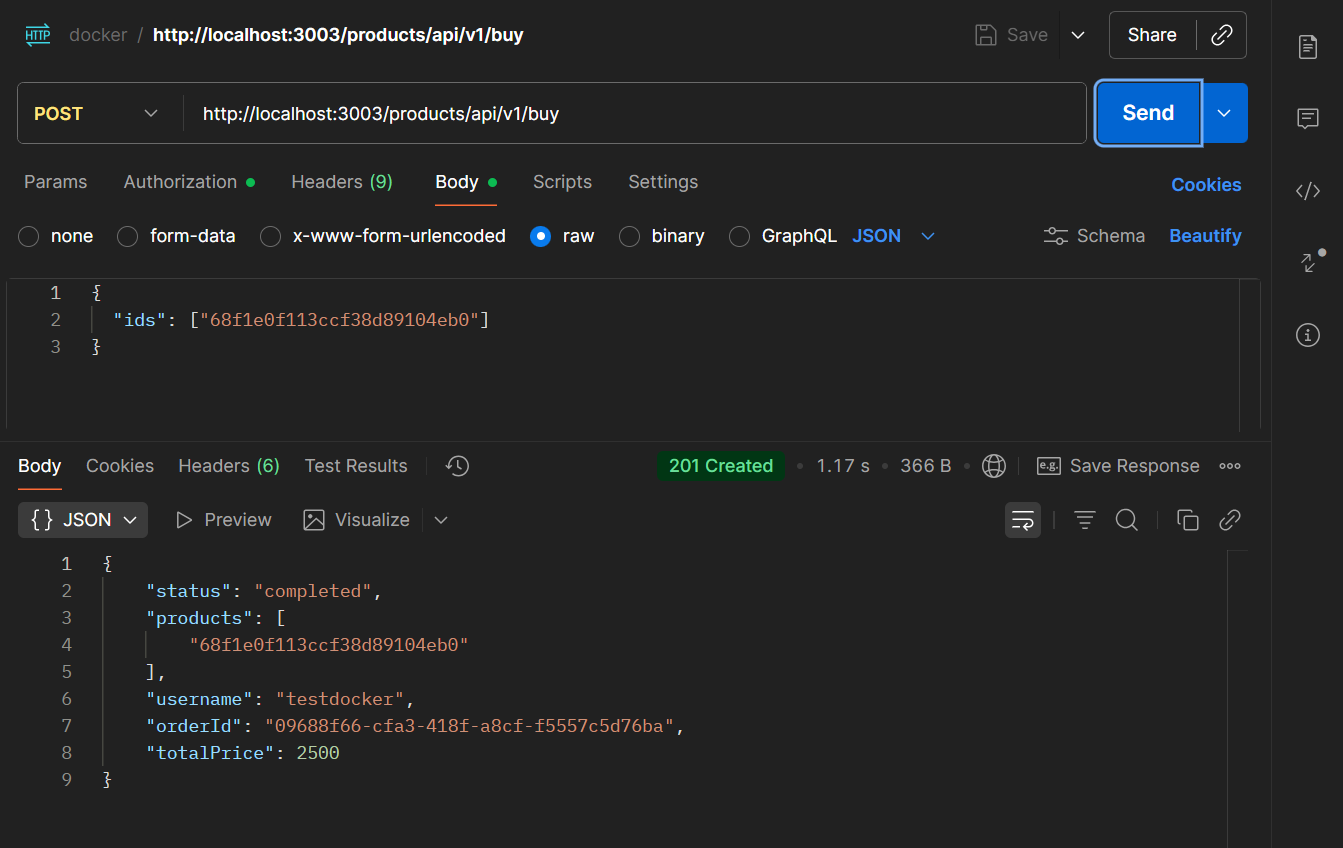 HTTP docker / http://localhost:3003/products/api/v1/buy Save Share
POST http://localhost:3003/products/api/v1/buy Send
Params Authorization Headers (9) Body Scripts Settings Cookies
none form-data x-www-form-urlencoded raw binary GraphQL JSON Schema Beautify
1 {
2 "ids": ["68f1e0f113ccf38d89104eb0"]
3 }
Body Cookies Headers (6) Test Results 201 Created • 1.17 s • 366 B • e.g. Save Response
{} JSON Preview Visualize
1 {
2 "status": "completed",
3 "products": [
4 "68f1e0f113ccf38d89104eb0"
5 ],
6 "username": "testdocker",
7 "orderId": "09688f66-cfa3-418f-a8cf-f5557c5d76ba",
8 "totalPrice": 2500
9 }